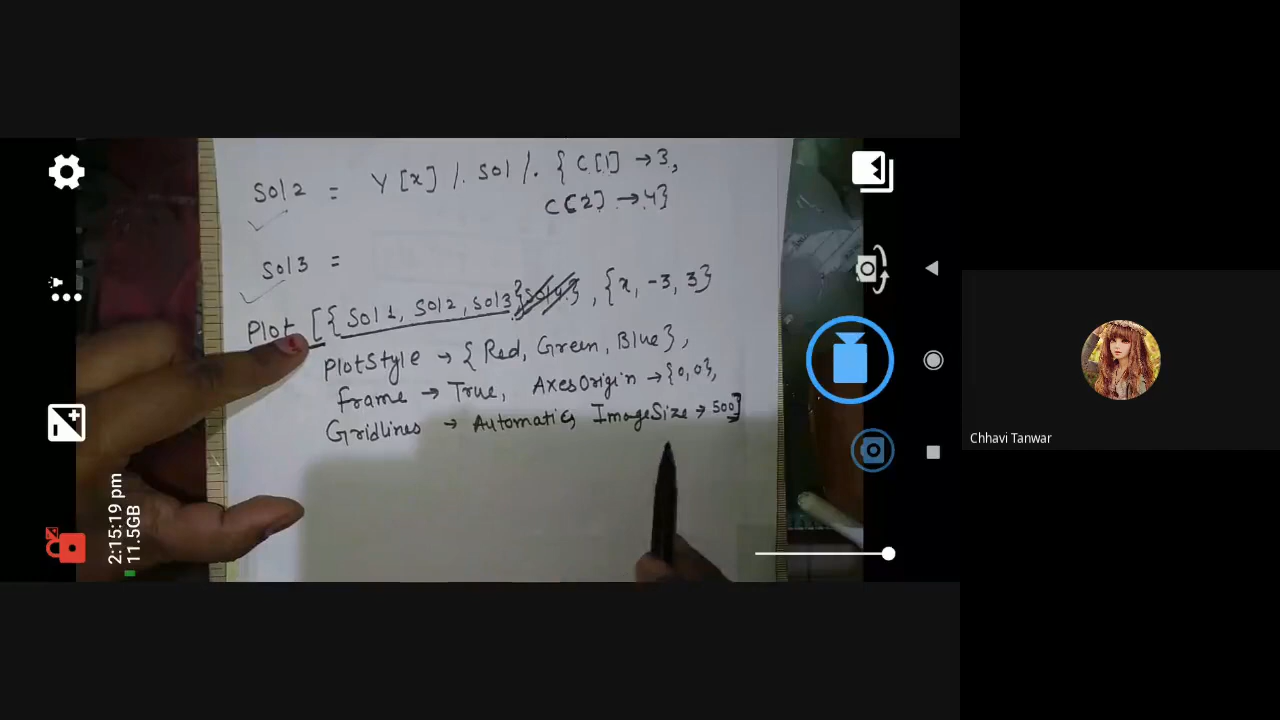 Sol2 = Y[x] /. Sol /. {C[1] → 3,
C[2] → 4}
Sol3 =
Plot [{Sol1, Sol2, Sol3}, {x, -3, 3}
PlotStyle → {Red, Green, Blue},
Frame → True, AxesOrigin → {0,0},
Gridlines → Automatic, ImageSize → 500]
2:15:19 pm
11.5GB
Chhavi Tanwar